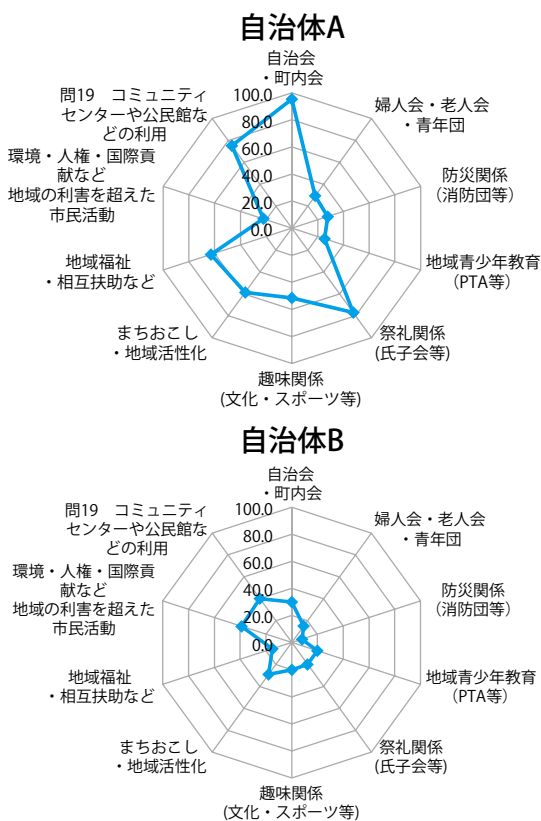 自治体A
自治会
・町内会
婦人会・老人会
・青年団
防災関係
（消防団等）
地域青少年教育
（PTA等）
祭礼関係
(氏子会等)
趣味関係
(文化・スポーツ等)
まちおこし
・地域活性化
地域福祉
・相互扶助など
環境・人権・国際貢
献など
地域の利害を超えた
市民活動
問19　コミュニティ
センターや公民館な
どの利用
100.0
80.0
60.0
40.0
20.0
0.0
自治体B
自治会
・町内会
婦人会・老人会
・青年団
防災関係
（消防団等）
地域青少年教育
（PTA等）
祭礼関係
(氏子会等)
趣味関係
(文化・スポーツ等)
まちおこし
・地域活性化
地域福祉
・相互扶助など
環境・人権・国際貢
献など
地域の利害を超えた
市民活動
問19　コミュニティ
センターや公民館な
どの利用
100.0
80.0
60.0
40.0
20.0
0.0